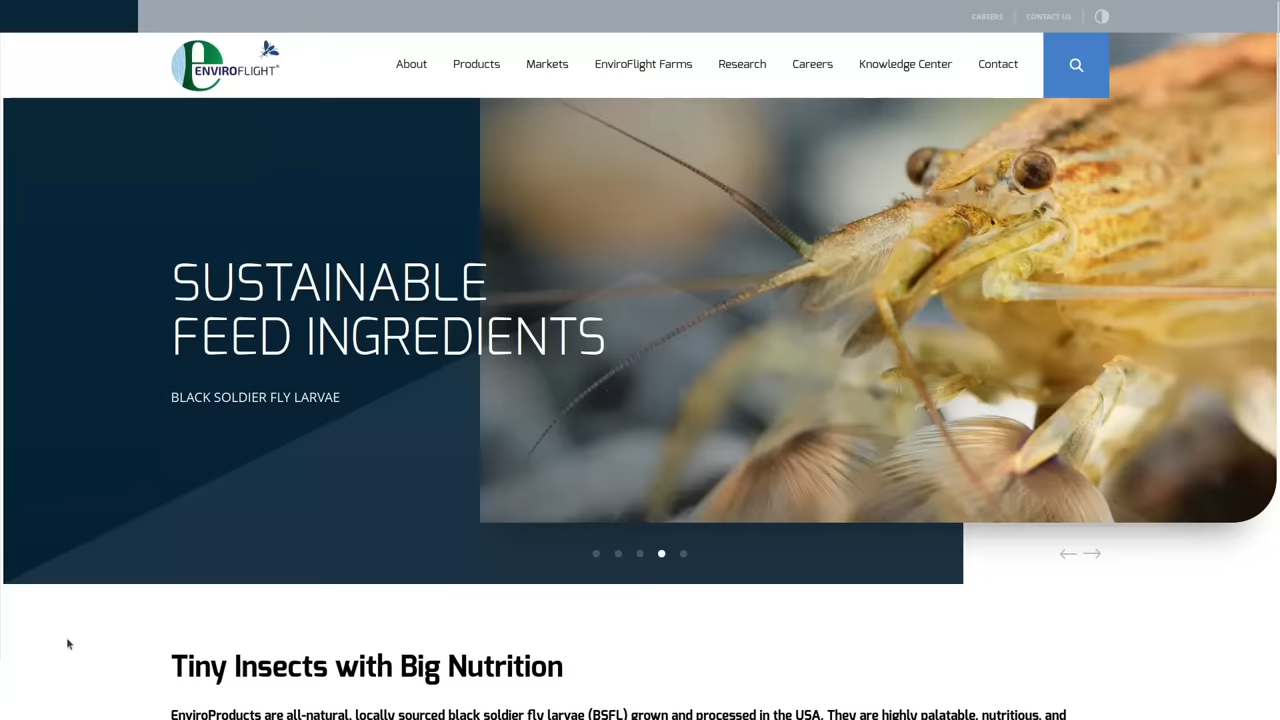 CAREERS
CONTACT US
ENVIROFLIGHT®
About
Products
Markets
EnviroFlight Farms
Research
Careers
Knowledge Center
Contact
SUSTAINABLE
FEED INGREDIENTS
BLACK SOLDIER FLY LARVAE
Tiny Insects with Big Nutrition
EnviroProducts are all-natural, locally sourced black soldier fly larvae (BSFL) grown and processed in the USA. They are highly palatable, nutritious, and